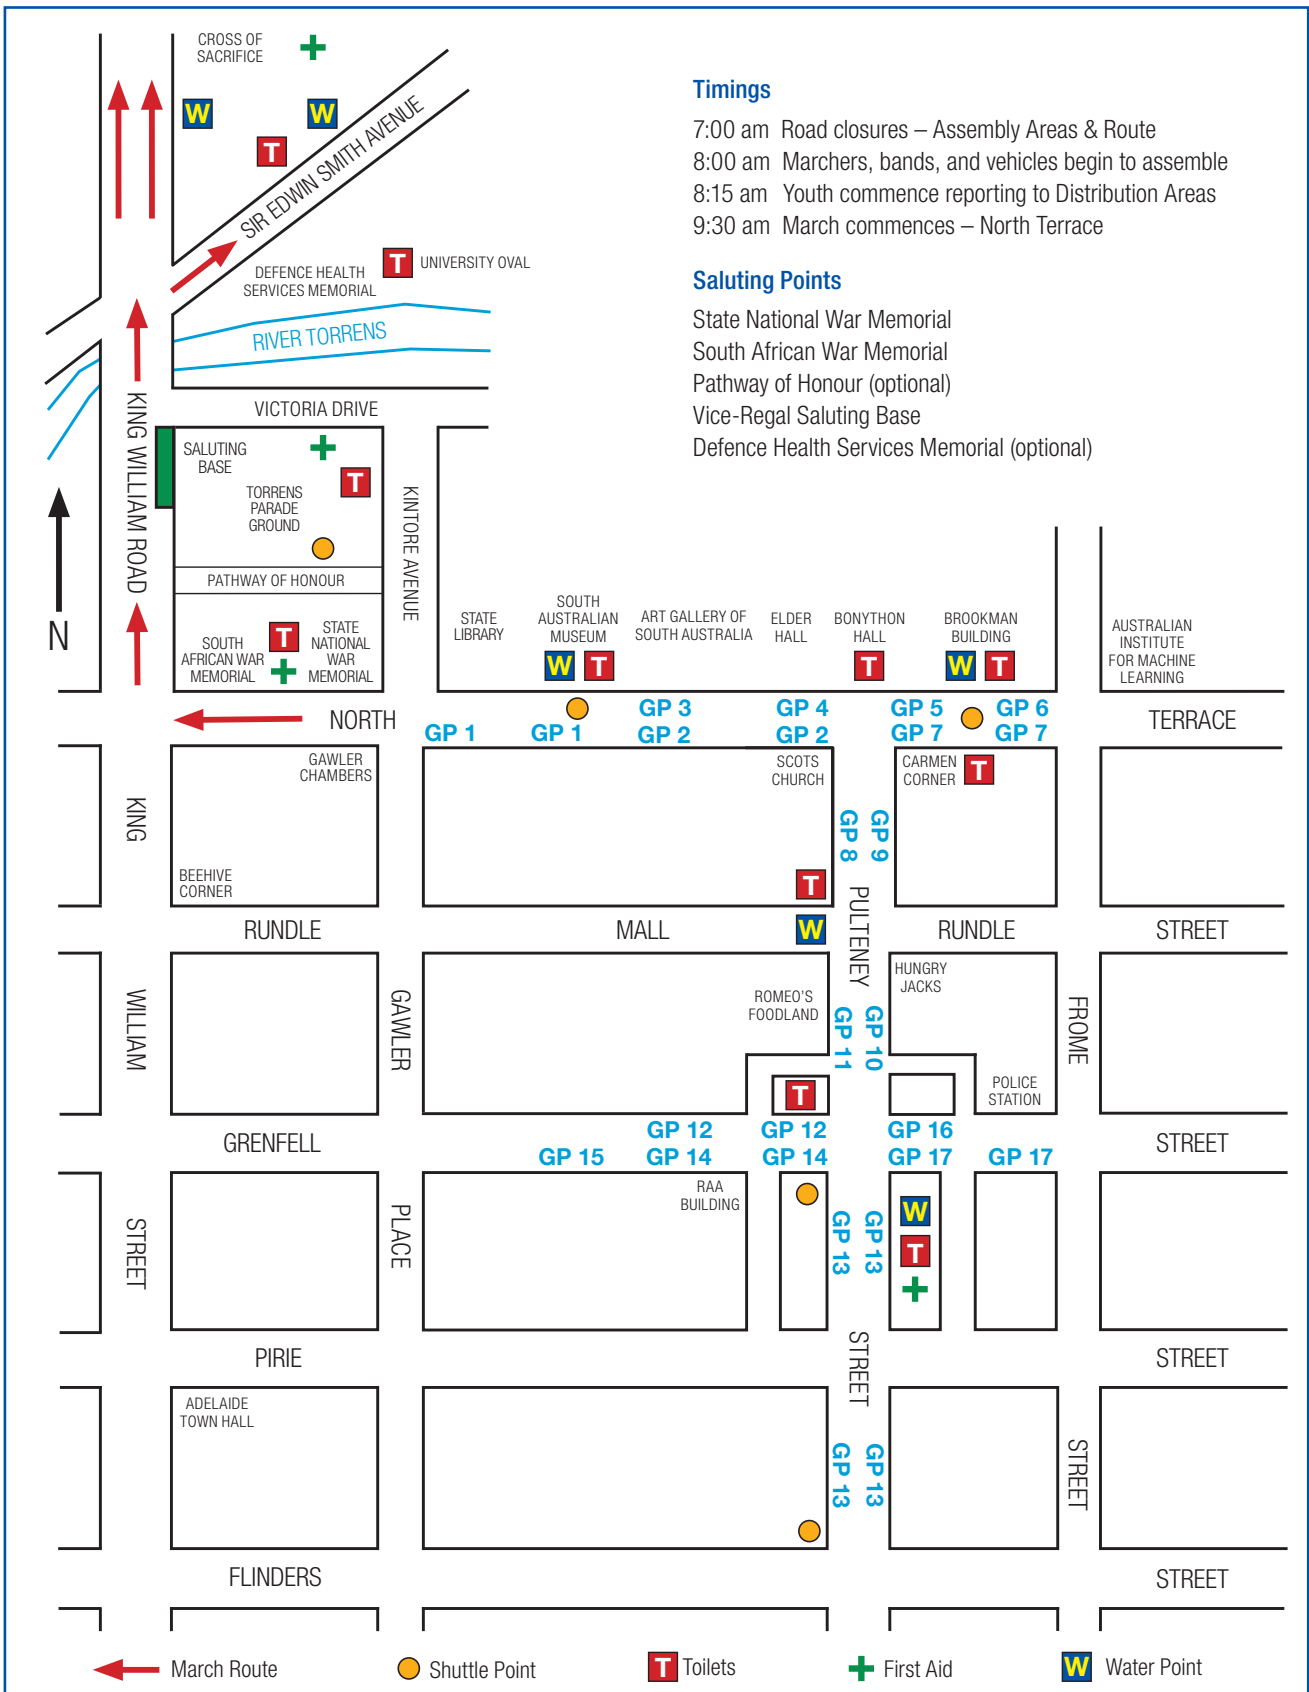 CROSS OF
SACRIFICE
W
W
T
SIR EDWIN SMITH AVENUE
Timings
7:00 am Road closures – Assembly Areas & Route
8:00 am Marchers, bands, and vehicles begin to assemble
8:15 am Youth commence reporting to Distribution Areas
9:30 am March commences – North Terrace
Saluting Points
State National War Memorial
South African War Memorial
Pathway of Honour (optional)
Vice-Regal Saluting Base
Defence Health Services Memorial (optional)
T
UNIVERSITY OVAL
DEFENCE HEALTH
SERVICES MEMORIAL
RIVER TORRENS
VICTORIA DRIVE
KING WILLIAM ROAD
SALUTING
BASE
T
TORRENS
PARADE
GROUND
KINTORE AVENUE
PATHWAY OF HONOUR
N
SOUTH
AFRICAN WAR
MEMORIAL
T
STATE
NATIONAL
WAR
MEMORIAL
STATE
LIBRARY
SOUTH
AUSTRALIAN
MUSEUM
W T
ART GALLERY OF
SOUTH AUSTRALIA
ELDER
HALL
BONYTHON
HALL
T
BROOKMAN
BUILDING
W T
AUSTRALIAN
INSTITUTE
FOR MACHINE
LEARNING
NORTH
TERRACE
GP 3
GP 4
GP 5
GP 6
GP 1
GP 1
GP 2
GP 2
GP 7
GP 7
GAWLER
CHAMBERS
SCOTS
CHURCH
CARMEN
CORNER
T
KING
GP 8
GP 9
BEEHIVE
CORNER
T
PULTENEY
RUNDLE
MALL
W
RUNDLE
STREET
WILLIAM
GAWLER
ROMEO'S
FOODLAND
HUNGRY
JACKS
GP 11
GP 10
FROME
T
POLICE
STATION
GRENFELL
GP 12
GP 12
GP 16
STREET
GP 15
GP 14
GP 14
GP 17
GP 17
RAA
BUILDING
STREET
PLACE
GP 13
GP 13
W
T
PIRIE
STREET
STREET
ADELAIDE
TOWN HALL
GP 13
GP 13
STREET
FLINDERS
STREET
March Route
Shuttle Point
T Toilets
First Aid
W Water Point